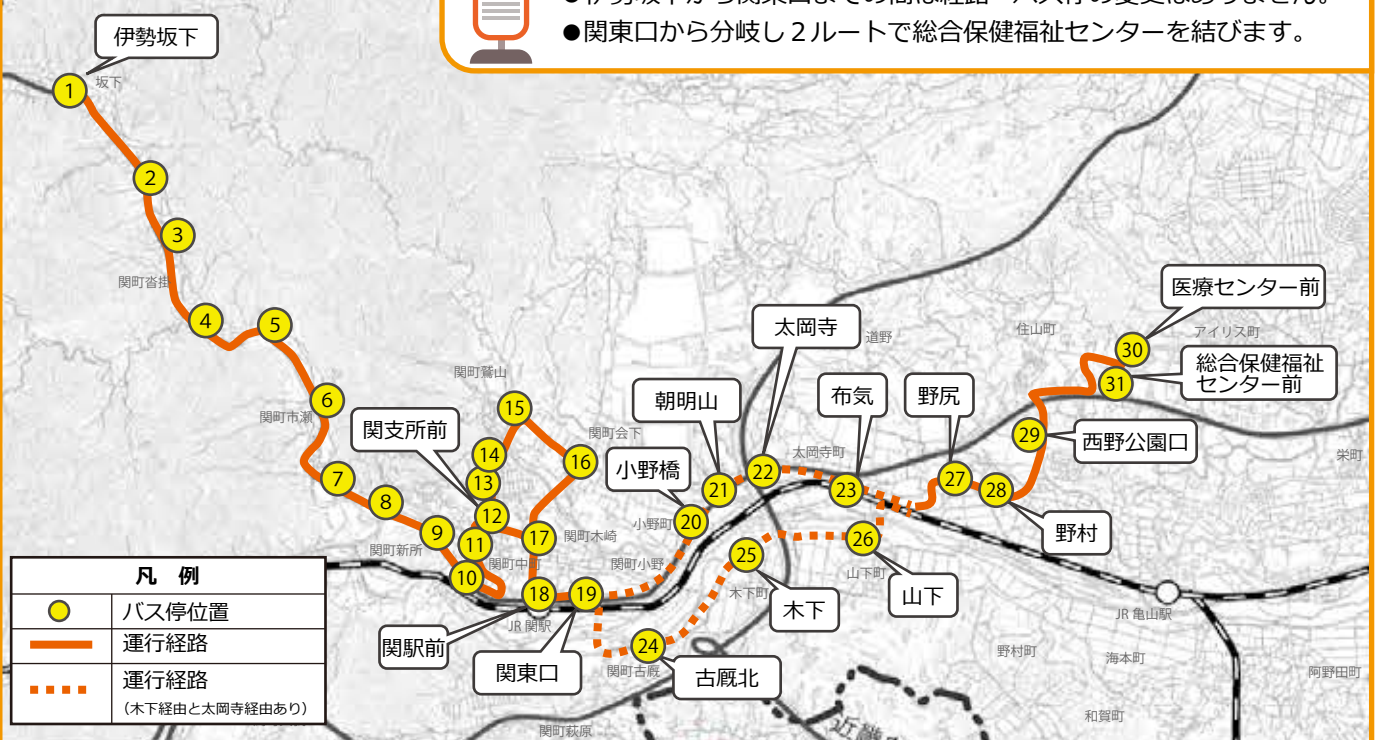 ●関東口から分岐し２ルートで総合保健福祉センターを結びます。
伊勢坂下
1
坂下
2
3
関町沓掛
4
5
6
関町市瀬
7
8
9
関町新所
10
11
関町中町
12
関支所前
13
14
関町鷲山
15
関町会下
16
17
関町木崎
18
19
JR 関駅
関駅前
関東口
関町小野
小野町
小野橋
20
朝明山
21
太岡寺
22
道野
太岡寺町
布気
23
野尻
27
28
野村
29
西野公園口
住山町
医療センター前
30
アイリス町
31
総合保健福祉
センター前
栄町
24
関町古厩
古厩北
25
木下町
木下
26
山下町
山下
JR 亀山駅
野村町
海本町
阿野田町
和賀町
関町萩原
凡 例
バス停位置
運行経路
運行経路
（木下経由と太岡寺経由あり）